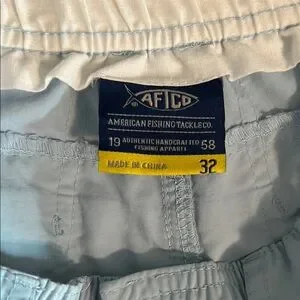 AFTCO
AMERICAN FISHING TACKLE CO.
19 AUTHENTIC HANDCRAFTED 58
FISHING APPAREL
MADE IN CHINA 32